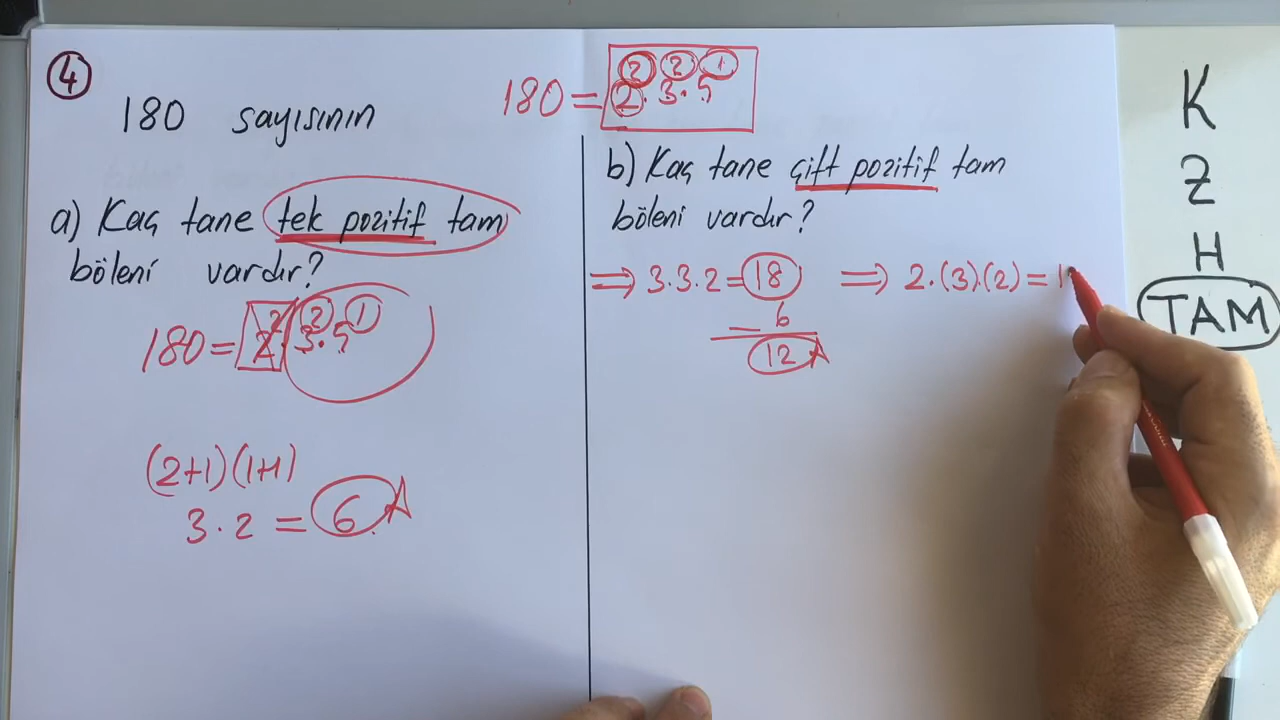 4
180 sayısının
180 = 2² . 3² . 5¹
a) Kaç tane tek pozitif tam
böleni vardır?
180 = 2² . 3² . 5¹
(2+1)(1+1)
3 . 2 = 6
b) Kaç tane çift pozitif tam
böleni vardır?
⇒ 3.3.2 = 18
- 6
12
⇒ 2.(3).(2) = 1
K
Z
H
TAM